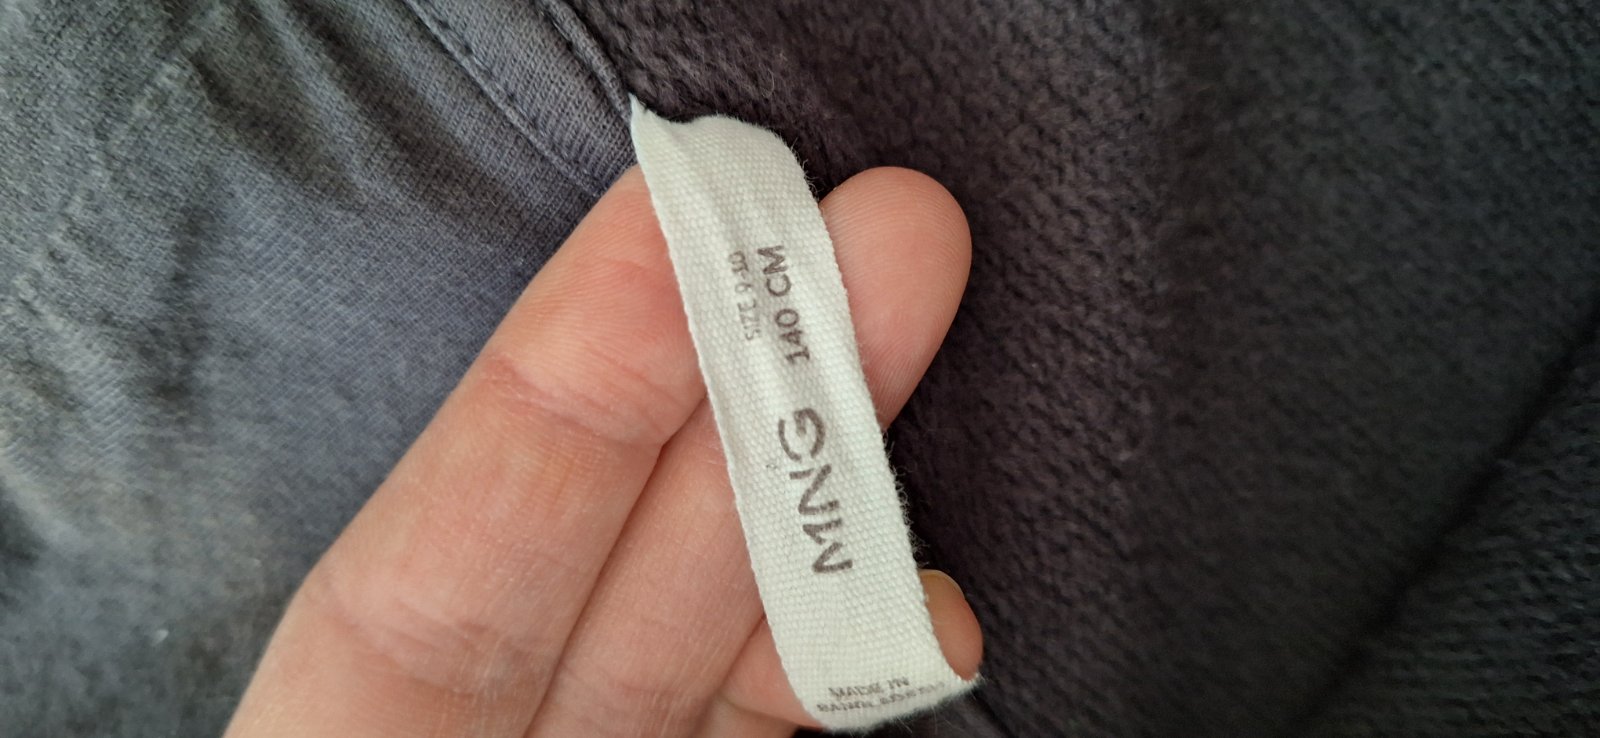 SIZE 9-10
140 CM
MNG
MADE IN
BANGLADESH